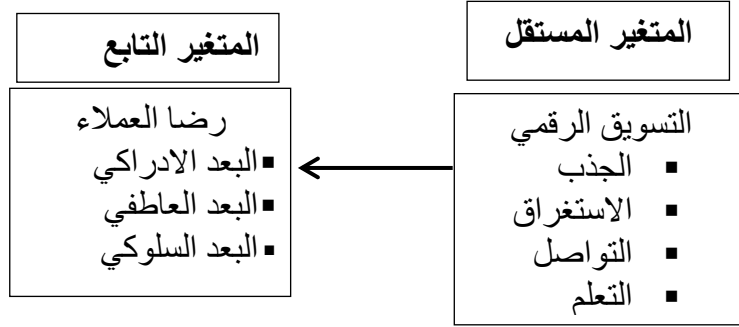 المتغير المستقل
المتغير التابع
التسويق الرقمي
▪ الجذب
▪ الاستغراق
▪ التواصل
▪ التعلم
رضا العملاء
▪البعد الادراكي
▪البعد العاطفي
▪البعد السلوكي